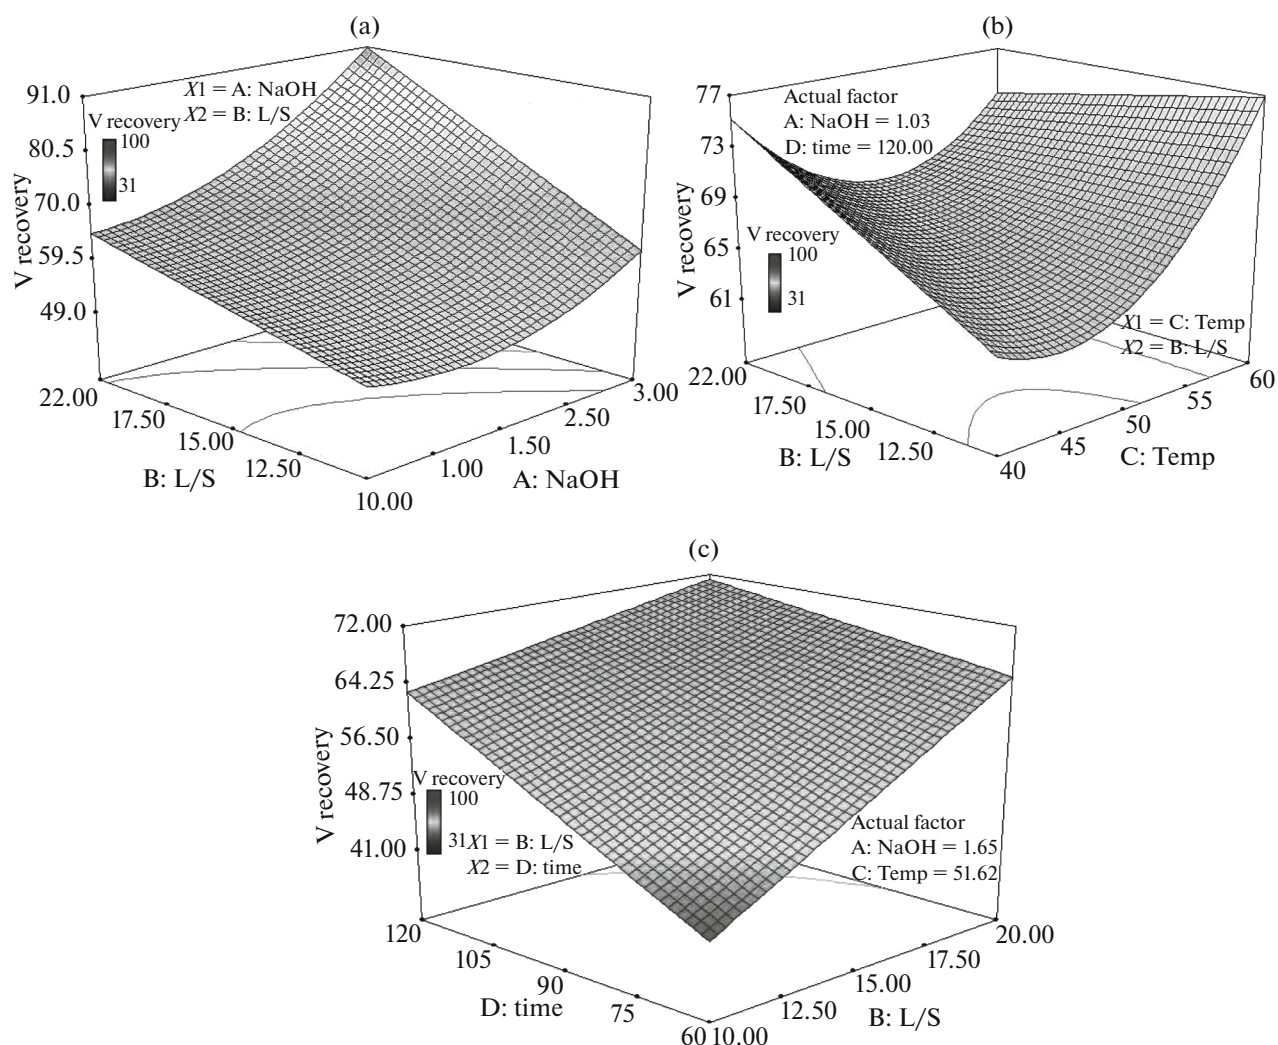 (a)
X1 = A: NaOH
X2 = B: L/S
V recovery
100
31
91.0
80.5
70.0
59.5
49.0
V recovery
22.00
17.50
15.00
12.50
10.00
B: L/S
1.00
1.50
2.50
3.00
A: NaOH
(b)
Actual factor
A: NaOH = 1.03
D: time = 120.00
V recovery
100
31
77
73
69
65
61
V recovery
X1 = C: Temp
X2 = B: L/S
22.00
17.50
15.00
12.50
40
B: L/S
45
50
55
60
C: Temp
(c)
72.00
64.25
56.50
48.75
41.00
V recovery
V recovery
100
31
X1 = B: L/S
X2 = D: time
Actual factor
A: NaOH = 1.65
C: Temp = 51.62
120
105
90
75
60
D: time
10.00
12.50
15.00
17.50
20.00
B: L/S